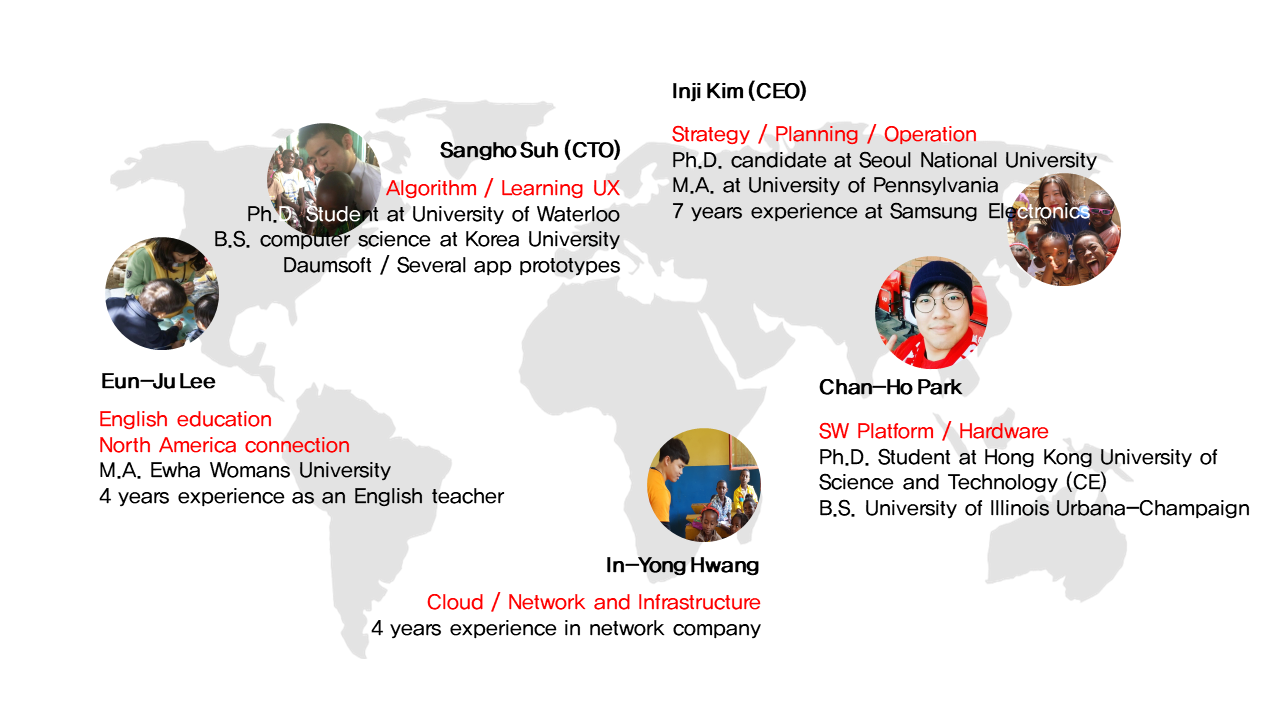 Inji Kim (CEO)
Strategy / Planning / Operation
Ph.D. candidate at Seoul National University
M.A. at University of Pennsylvania
7 years experience at Samsung Electronics
Sangho Suh (CTO)
Algorithm / Learning UX
Ph.D. Student at University of Waterloo
B.S. computer science at Korea University
Daumsoft / Several app prototypes
Eun-Ju Lee
English education
North America connection
M.A. Ewha Womans University
4 years experience as an English teacher
Chan-Ho Park
SW Platform / Hardware
Ph.D. Student at Hong Kong University of
Science and Technology (CE)
B.S. University of Illinois Urbana-Champaign
In-Yong Hwang
Cloud / Network and Infrastructure
4 years experience in network company